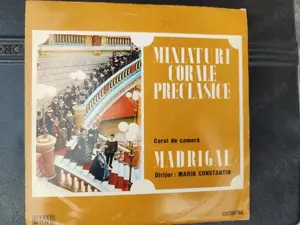 MINIATURI
CORALE
PRECLASICE
Corul de cameră
MADRIGAL
Dirijor: MARIN CONSTANTIN